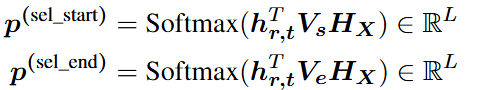 p^(sel_start) = Softmax(h_{r,t}^T V_s H_X) ∈ ℝ^L
p^(sel_end) = Softmax(h_{r,t}^T V_e H_X) ∈ ℝ^L